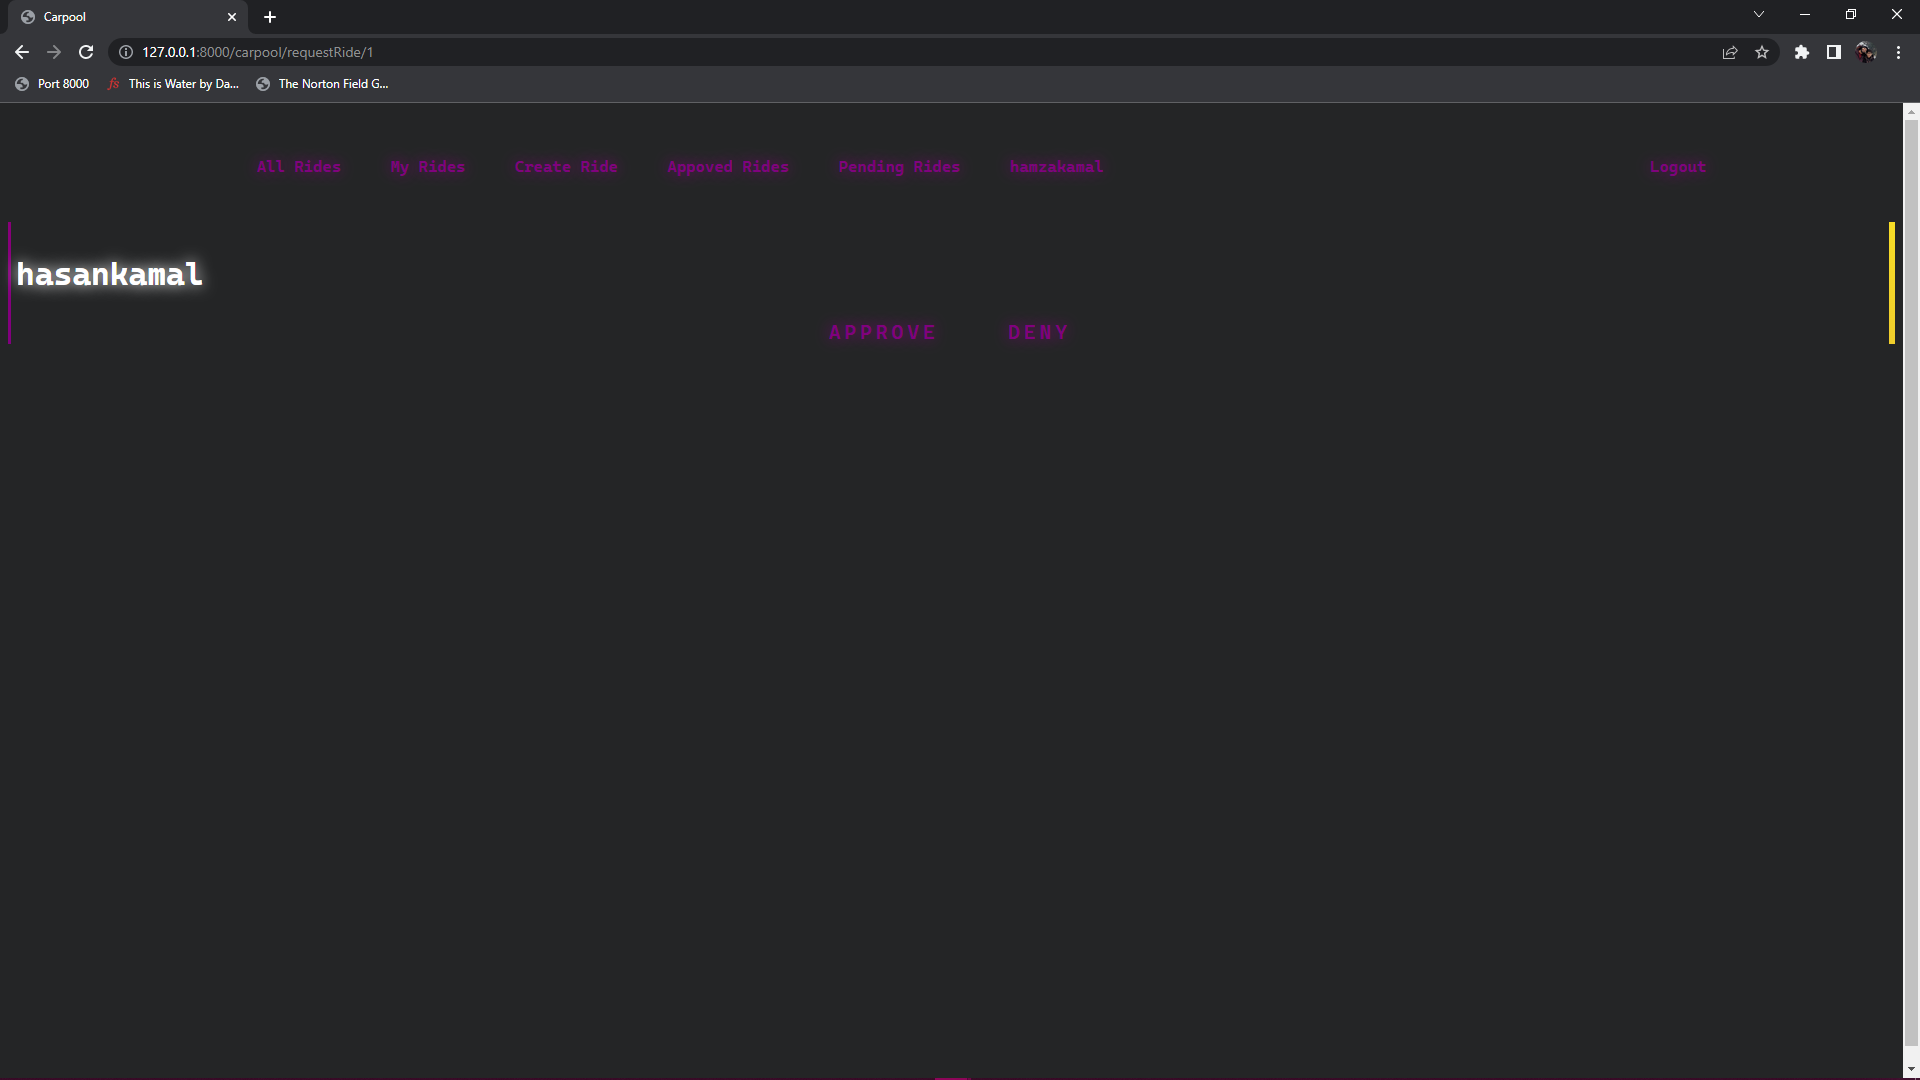 Carpool
127.0.0.1:8000/carpool/requestRide/1
Port 8000 fs This is Water by Da... The Norton Field G...
All Rides My Rides Create Ride Appoved Rides Pending Rides hamzakamal Logout
hasankamal
APPROVE DENY